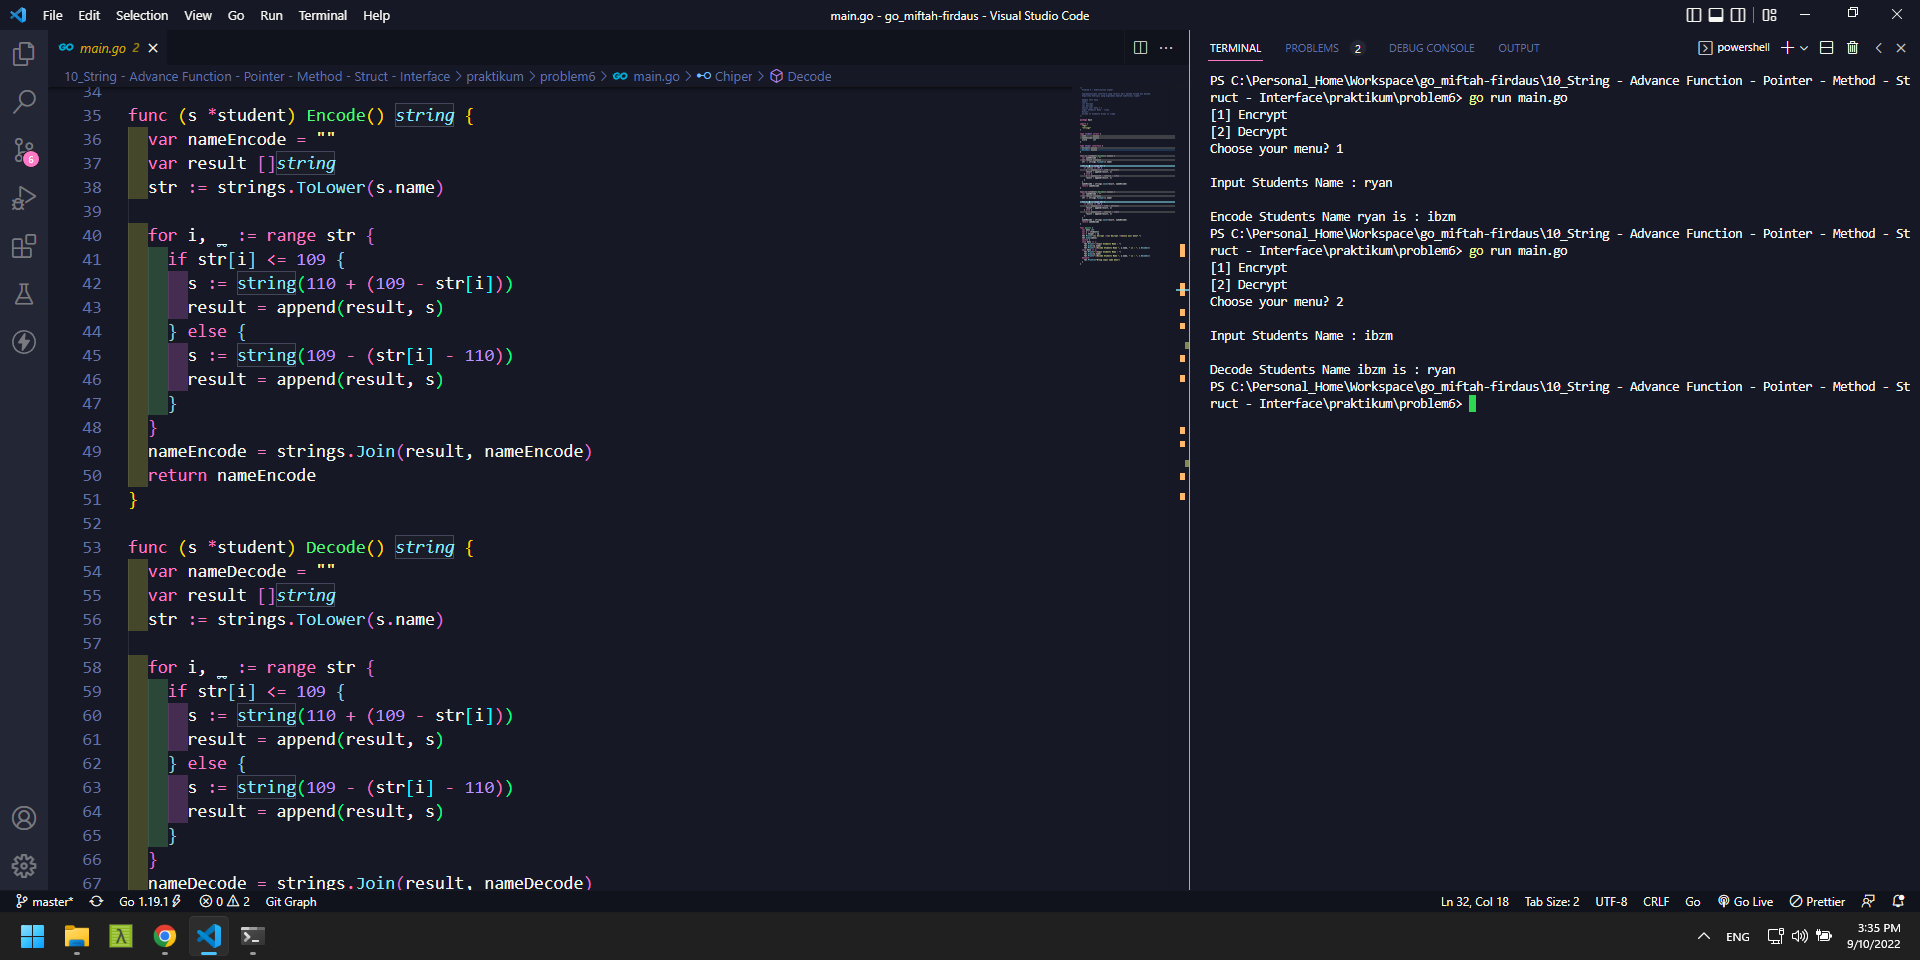 File Edit Selection View Go Run Terminal Help
main.go - go_miftah-firdaus - Visual Studio Code
GO main.go 2
10_String - Advance Function - Pointer - Method - Struct - Interface > praktikum > problem6 > GO main.go > Chiper > Decode
34
35 func (s *student) Encode() string {
36 var nameEncode = ""
37 var result []string
38 str := strings.ToLower(s.name)
39
40 for i, _ := range str {
41 if str[i] <= 109 {
42 s := string(110 + (109 - str[i]))
43 result = append(result, s)
44 } else {
45 s := string(109 - (str[i] - 110))
46 result = append(result, s)
47 }
48 }
49 nameEncode = strings.Join(result, nameEncode)
50 return nameEncode
51 }
52
53 func (s *student) Decode() string {
54 var nameDecode = ""
55 var result []string
56 str := strings.ToLower(s.name)
57
58 for i, _ := range str {
59 if str[i] <= 109 {
60 s := string(110 + (109 - str[i]))
61 result = append(result, s)
62 } else {
63 s := string(109 - (str[i] - 110))
64 result = append(result, s)
65 }
66 }
67 nameDecode = strings.Join(result, nameDecode)
TERMINAL PROBLEMS 2 DEBUG CONSOLE OUTPUT
powershell
PS C:\Personal_Home\Workspace\go_miftah-firdaus\10_String - Advance Function - Pointer - Method - St
ruct - Interface\praktikum\problem6> go run main.go
[1] Encrypt
[2] Decrypt
Choose your menu? 1
Input Students Name : ryan
Encode Students Name ryan is : ibzm
PS C:\Personal_Home\Workspace\go_miftah-firdaus\10_String - Advance Function - Pointer - Method - St
ruct - Interface\praktikum\problem6> go run main.go
[1] Encrypt
[2] Decrypt
Choose your menu? 2
Input Students Name : ibzm
Decode Students Name ibzm is : ryan
PS C:\Personal_Home\Workspace\go_miftah-firdaus\10_String - Advance Function - Pointer - Method - St
ruct - Interface\praktikum\problem6>
6
master* Go 1.19.1 0 2 Git Graph
Ln 32, Col 18 Tab Size: 2 UTF-8 CRLF Go Go Live Prettier
ENG
3:35 PM
9/10/2022